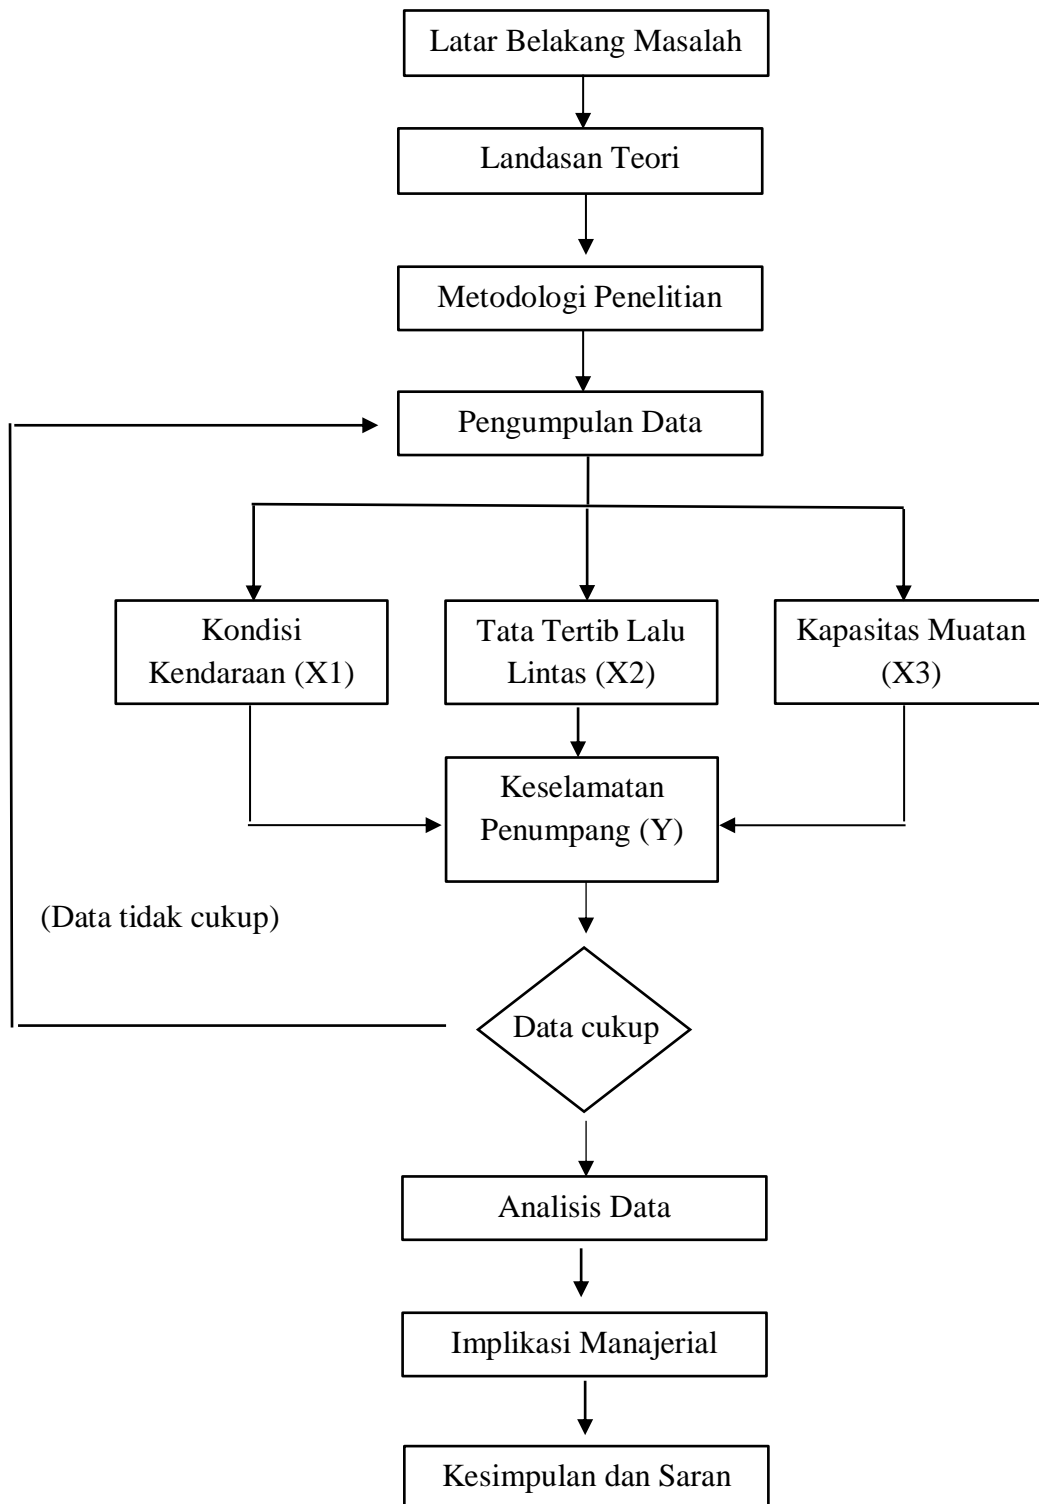 Latar Belakang Masalah
Landasan Teori
Metodologi Penelitian
Pengumpulan Data
Kondisi
Kendaraan (X1)
Tata Tertib Lalu
Lintas (X2)
Kapasitas Muatan
(X3)
Keselamatan
Penumpang (Y)
(Data tidak cukup)
Data cukup
Analisis Data
Implikasi Manajerial
Kesimpulan dan Saran